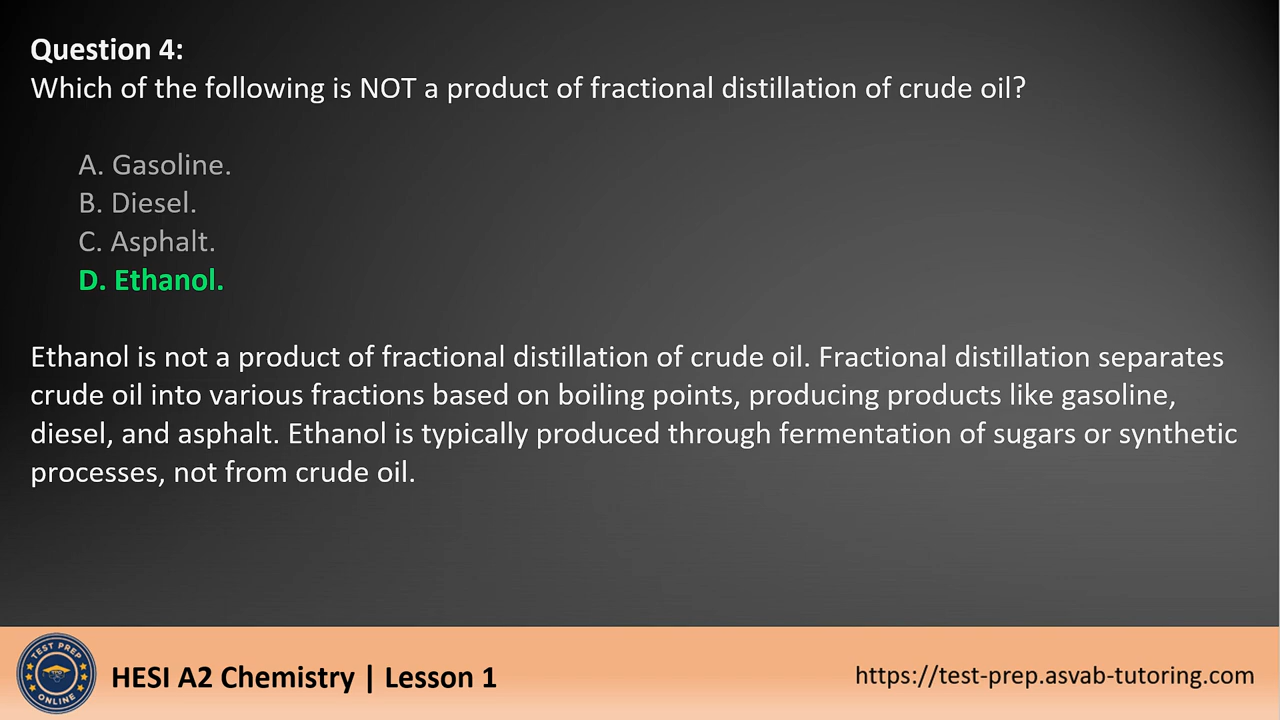 Question 4:
Which of the following is NOT a product of fractional distillation of crude oil?
A. Gasoline.
B. Diesel.
C. Asphalt.
D. Ethanol.
Ethanol is not a product of fractional distillation of crude oil. Fractional distillation separates
crude oil into various fractions based on boiling points, producing products like gasoline,
diesel, and asphalt. Ethanol is typically produced through fermentation of sugars or synthetic
processes, not from crude oil.
TEST PREP
ONLINE
HESI A2 Chemistry | Lesson 1
https://test-prep.asvab-tutoring.com